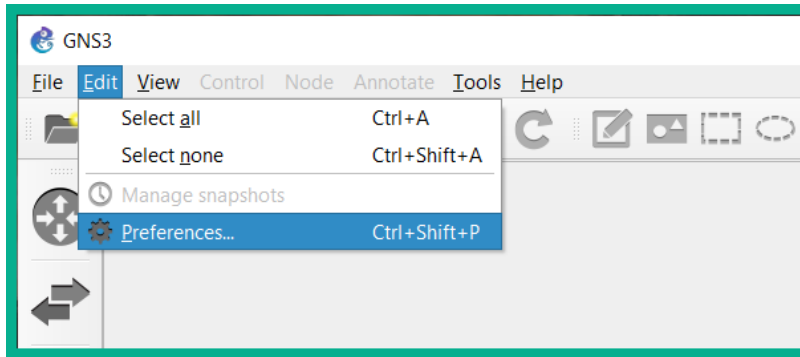 GNS3
File Edit View Control Node Annotate Tools Help
Select all Ctrl+A
Select none Ctrl+Shift+A
Manage snapshots
Preferences... Ctrl+Shift+P